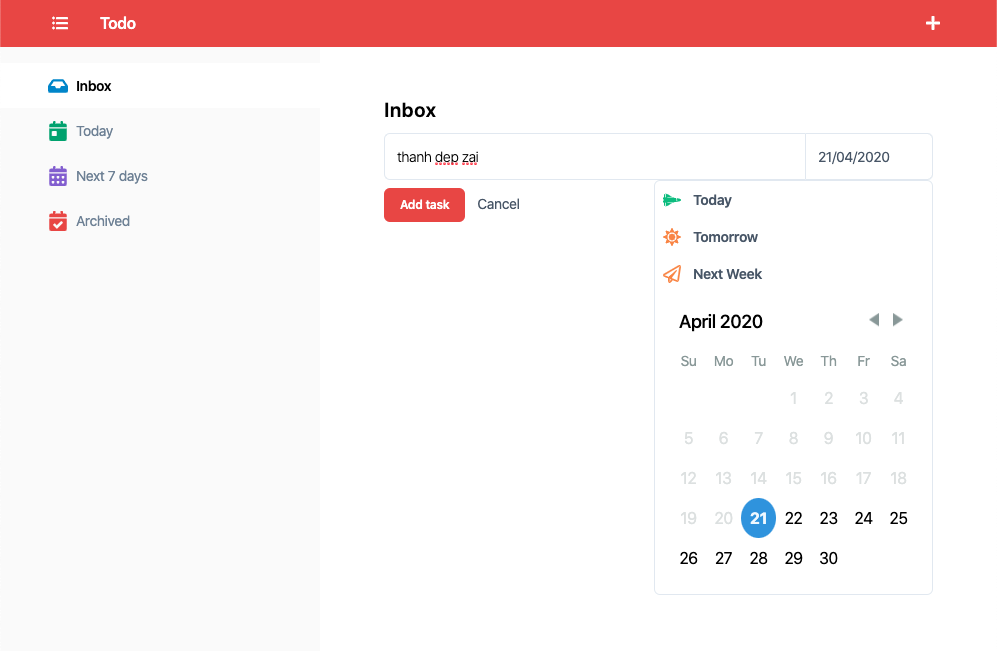 Todo
Inbox
Today
Next 7 days
Archived
Inbox
thanh dep zai 21/04/2020
Add task Cancel
Today
Tomorrow
Next Week
April 2020
Su Mo Tu We Th Fr Sa
1 2 3 4
5 6 7 8 9 10 11
12 13 14 15 16 17 18
19 20 21 22 23 24 25
26 27 28 29 30